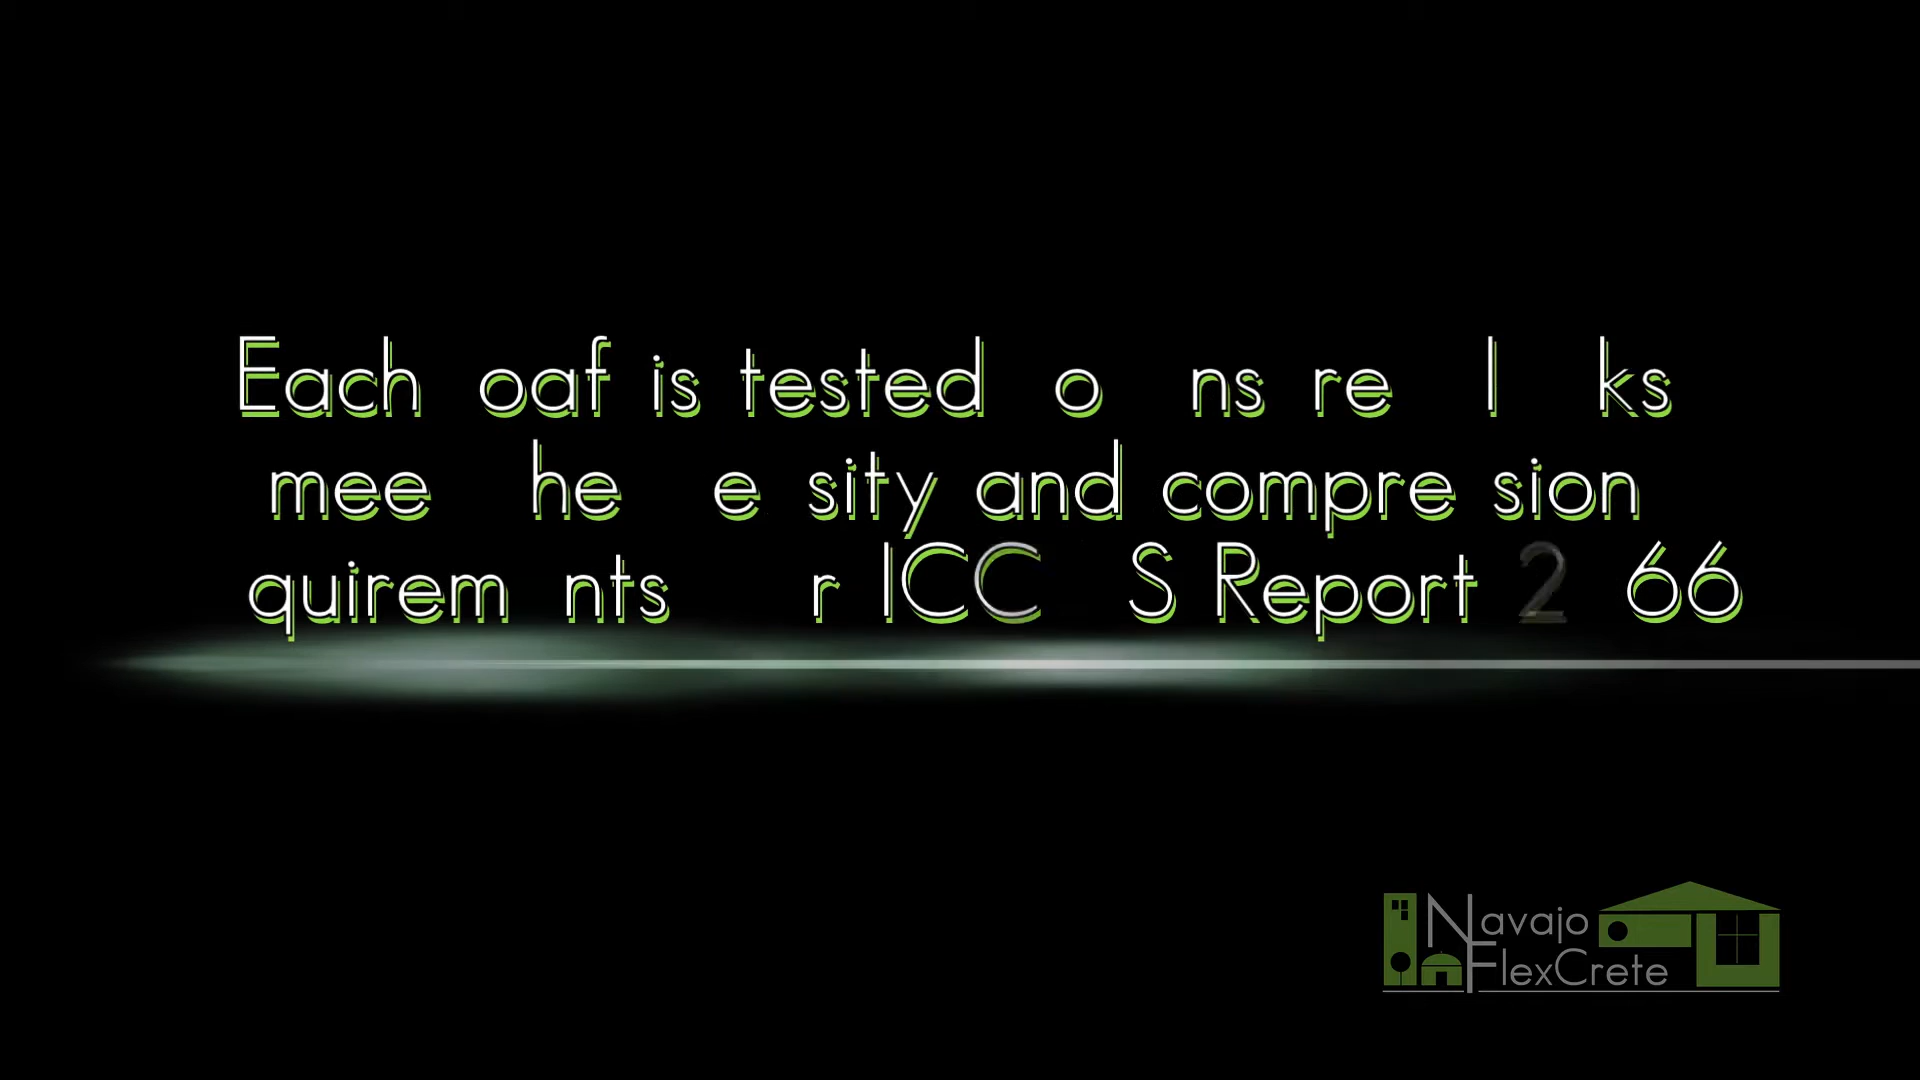 Each oaf is tested o ns re l ks
mee he e sity and compre sion
quirem nts r ICC S Report 2 66
Navajo
FlexCrete